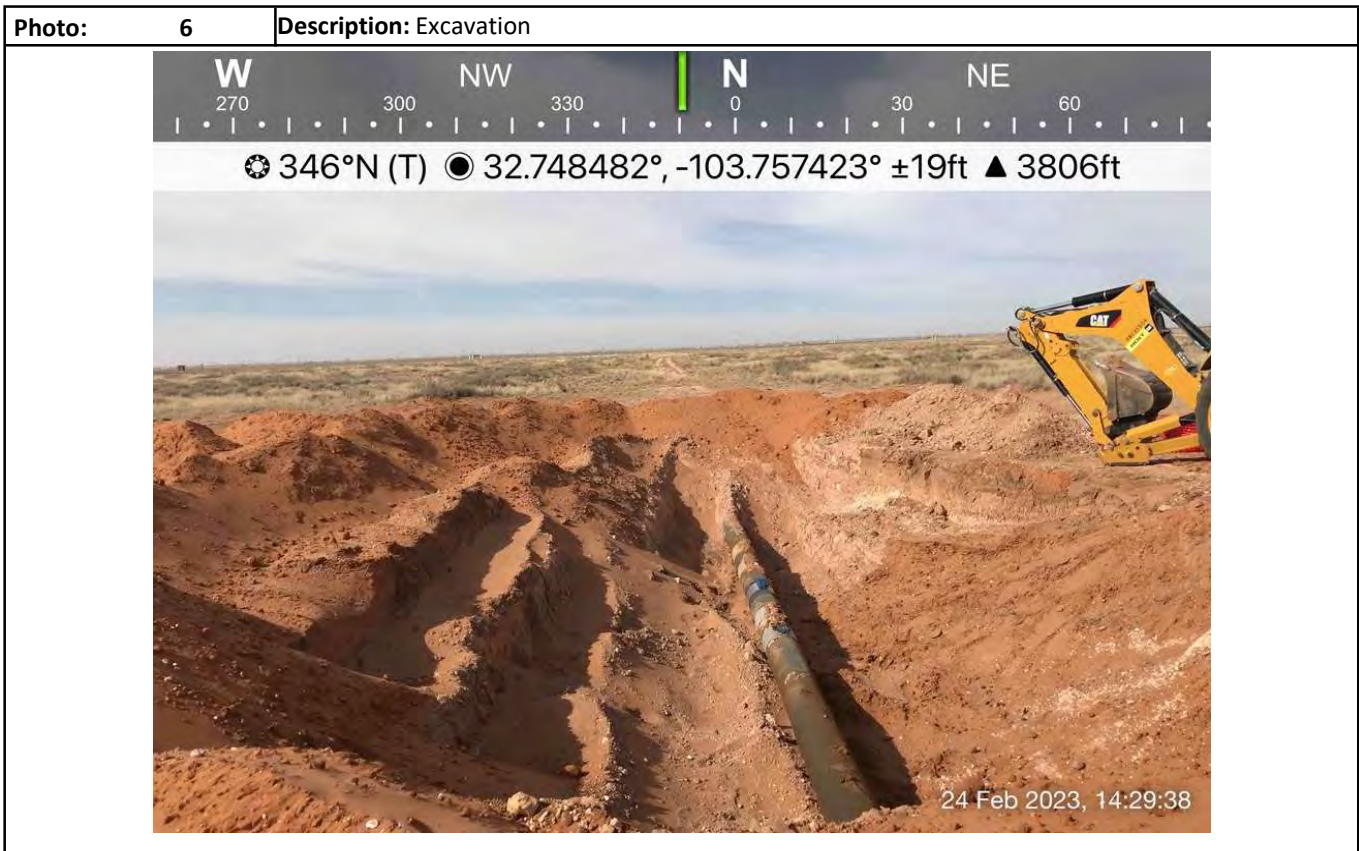 Photo: 6 Description: Excavation
W NW N NE
270 300 330 0 30 60
346°N (T) 32.748482°, -103.757423° ±19ft ▲ 3806ft
CAT
24 Feb 2023, 14:29:38